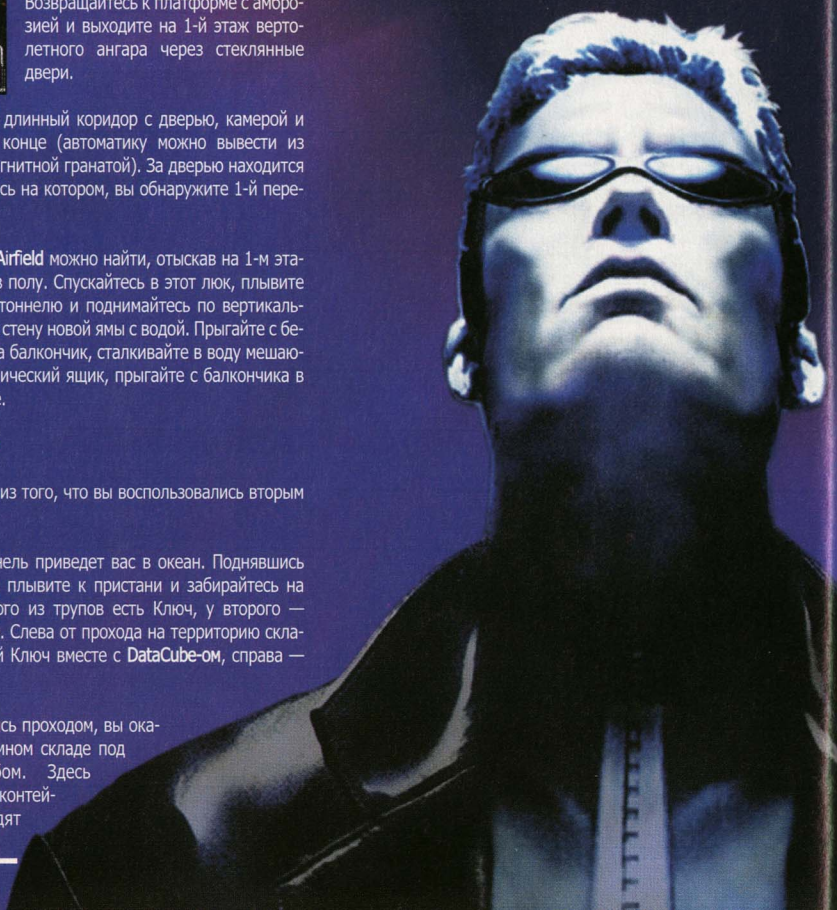 Возвращайтесь к платформе с амбро-
зией и выходите на 1-й этаж верто-
летного ангара через стеклянные
двери.
длинный коридор с дверью, камерой и
конце (автоматику можно вывести из
гнитной гранатой). За дверью находится
сь на котором, вы обнаружите 1-й пере-
Airfield можно найти, отыскав на 1-м эта-
в полу. Спускайтесь в этот люк, плывите
тоннелю и поднимайтесь по вертикаль-
стену новой ямы с водой. Прыгайте с бе-
а балкончик, сталкивайте в воду мешаю-
ический ящик, прыгайте с балкончика в
из того, что вы воспользовались вторым
нель приведет вас в океан. Поднявшись
плывите к пристани и забирайтесь на
ого из трупов есть Ключ, у второго —
. Слева от прохода на территорию скла-
й Ключ вместе с DataCube-ом, справа —
сь проходом, вы ока-
мном складе под
бом. Здесь
контей-
дят